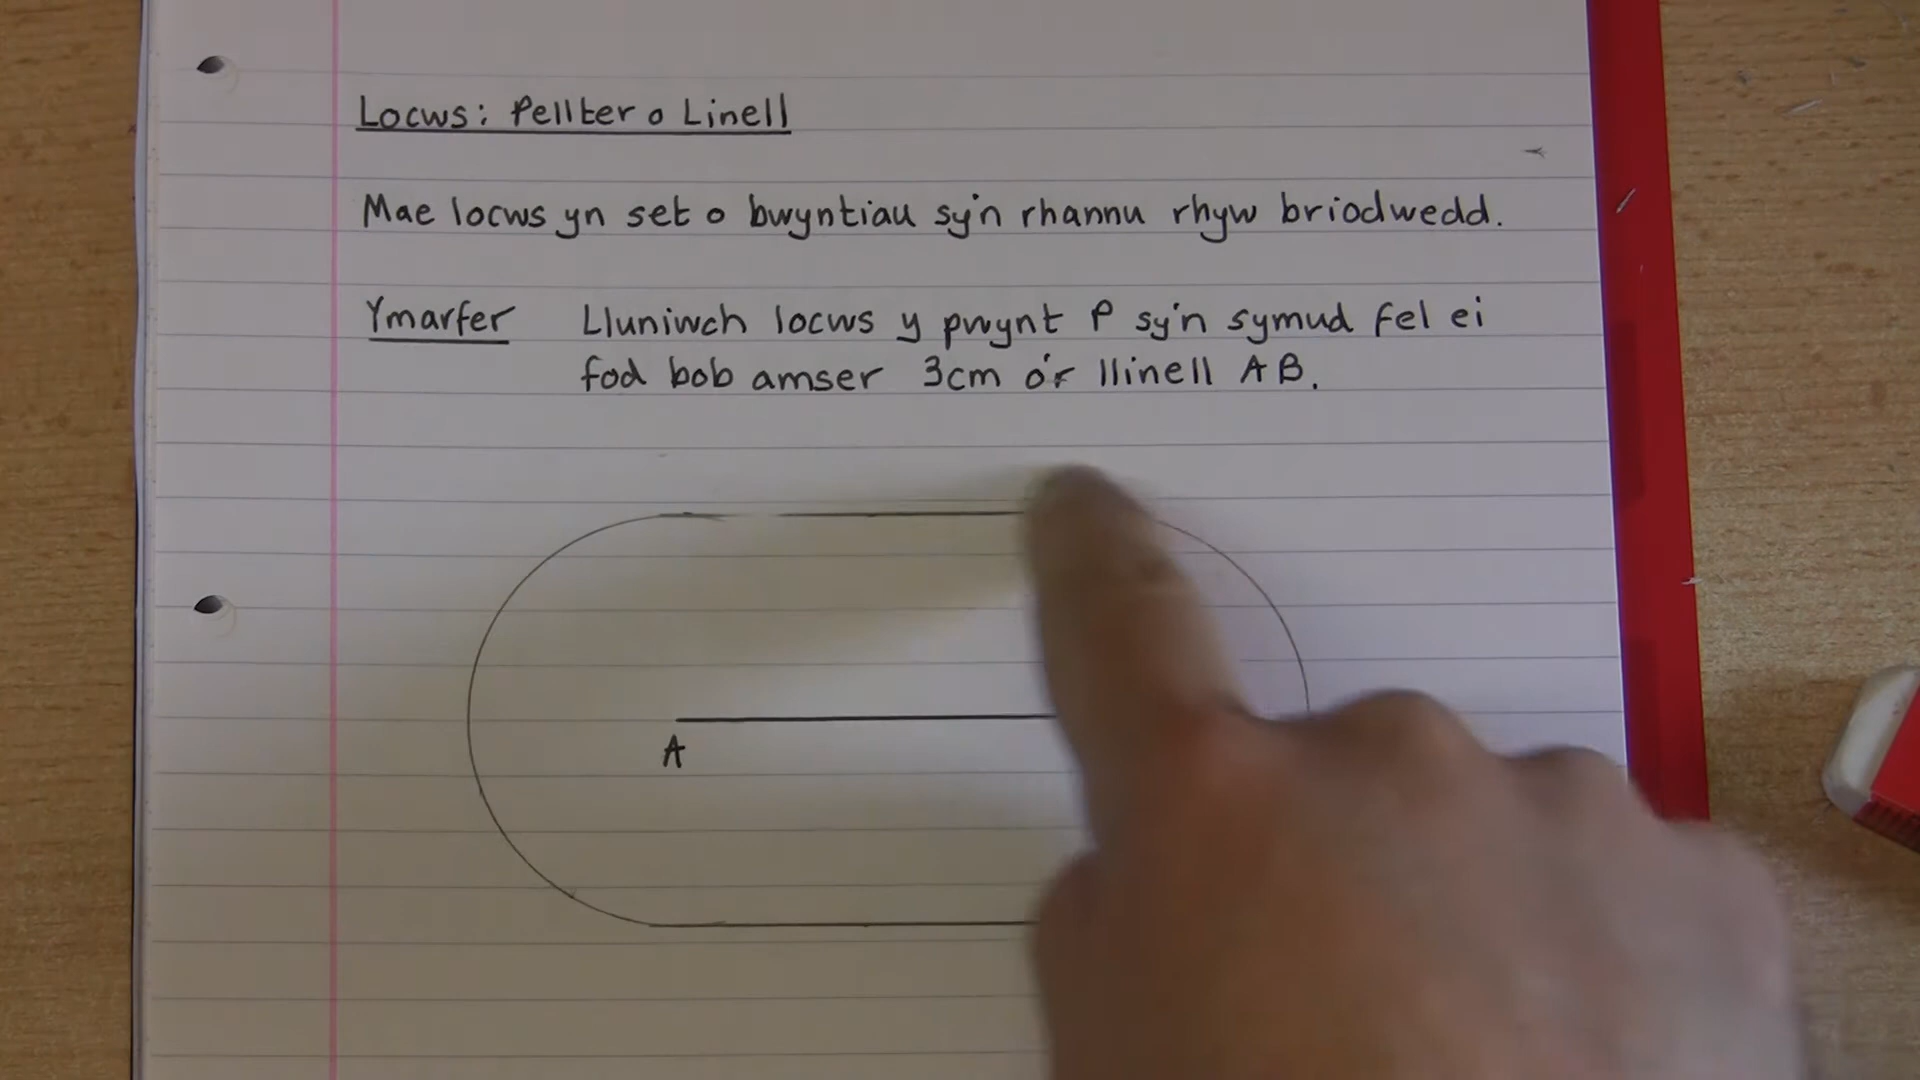 Locws: Pellter o Linell
Mae locws yn set o bwyntiau sy'n rhannu rhyw briodwedd.
Ymarfer Lluniwch locws y pwynt P sy'n symud fel ei
fod bob amser 3cm o'r llinell AB.
A